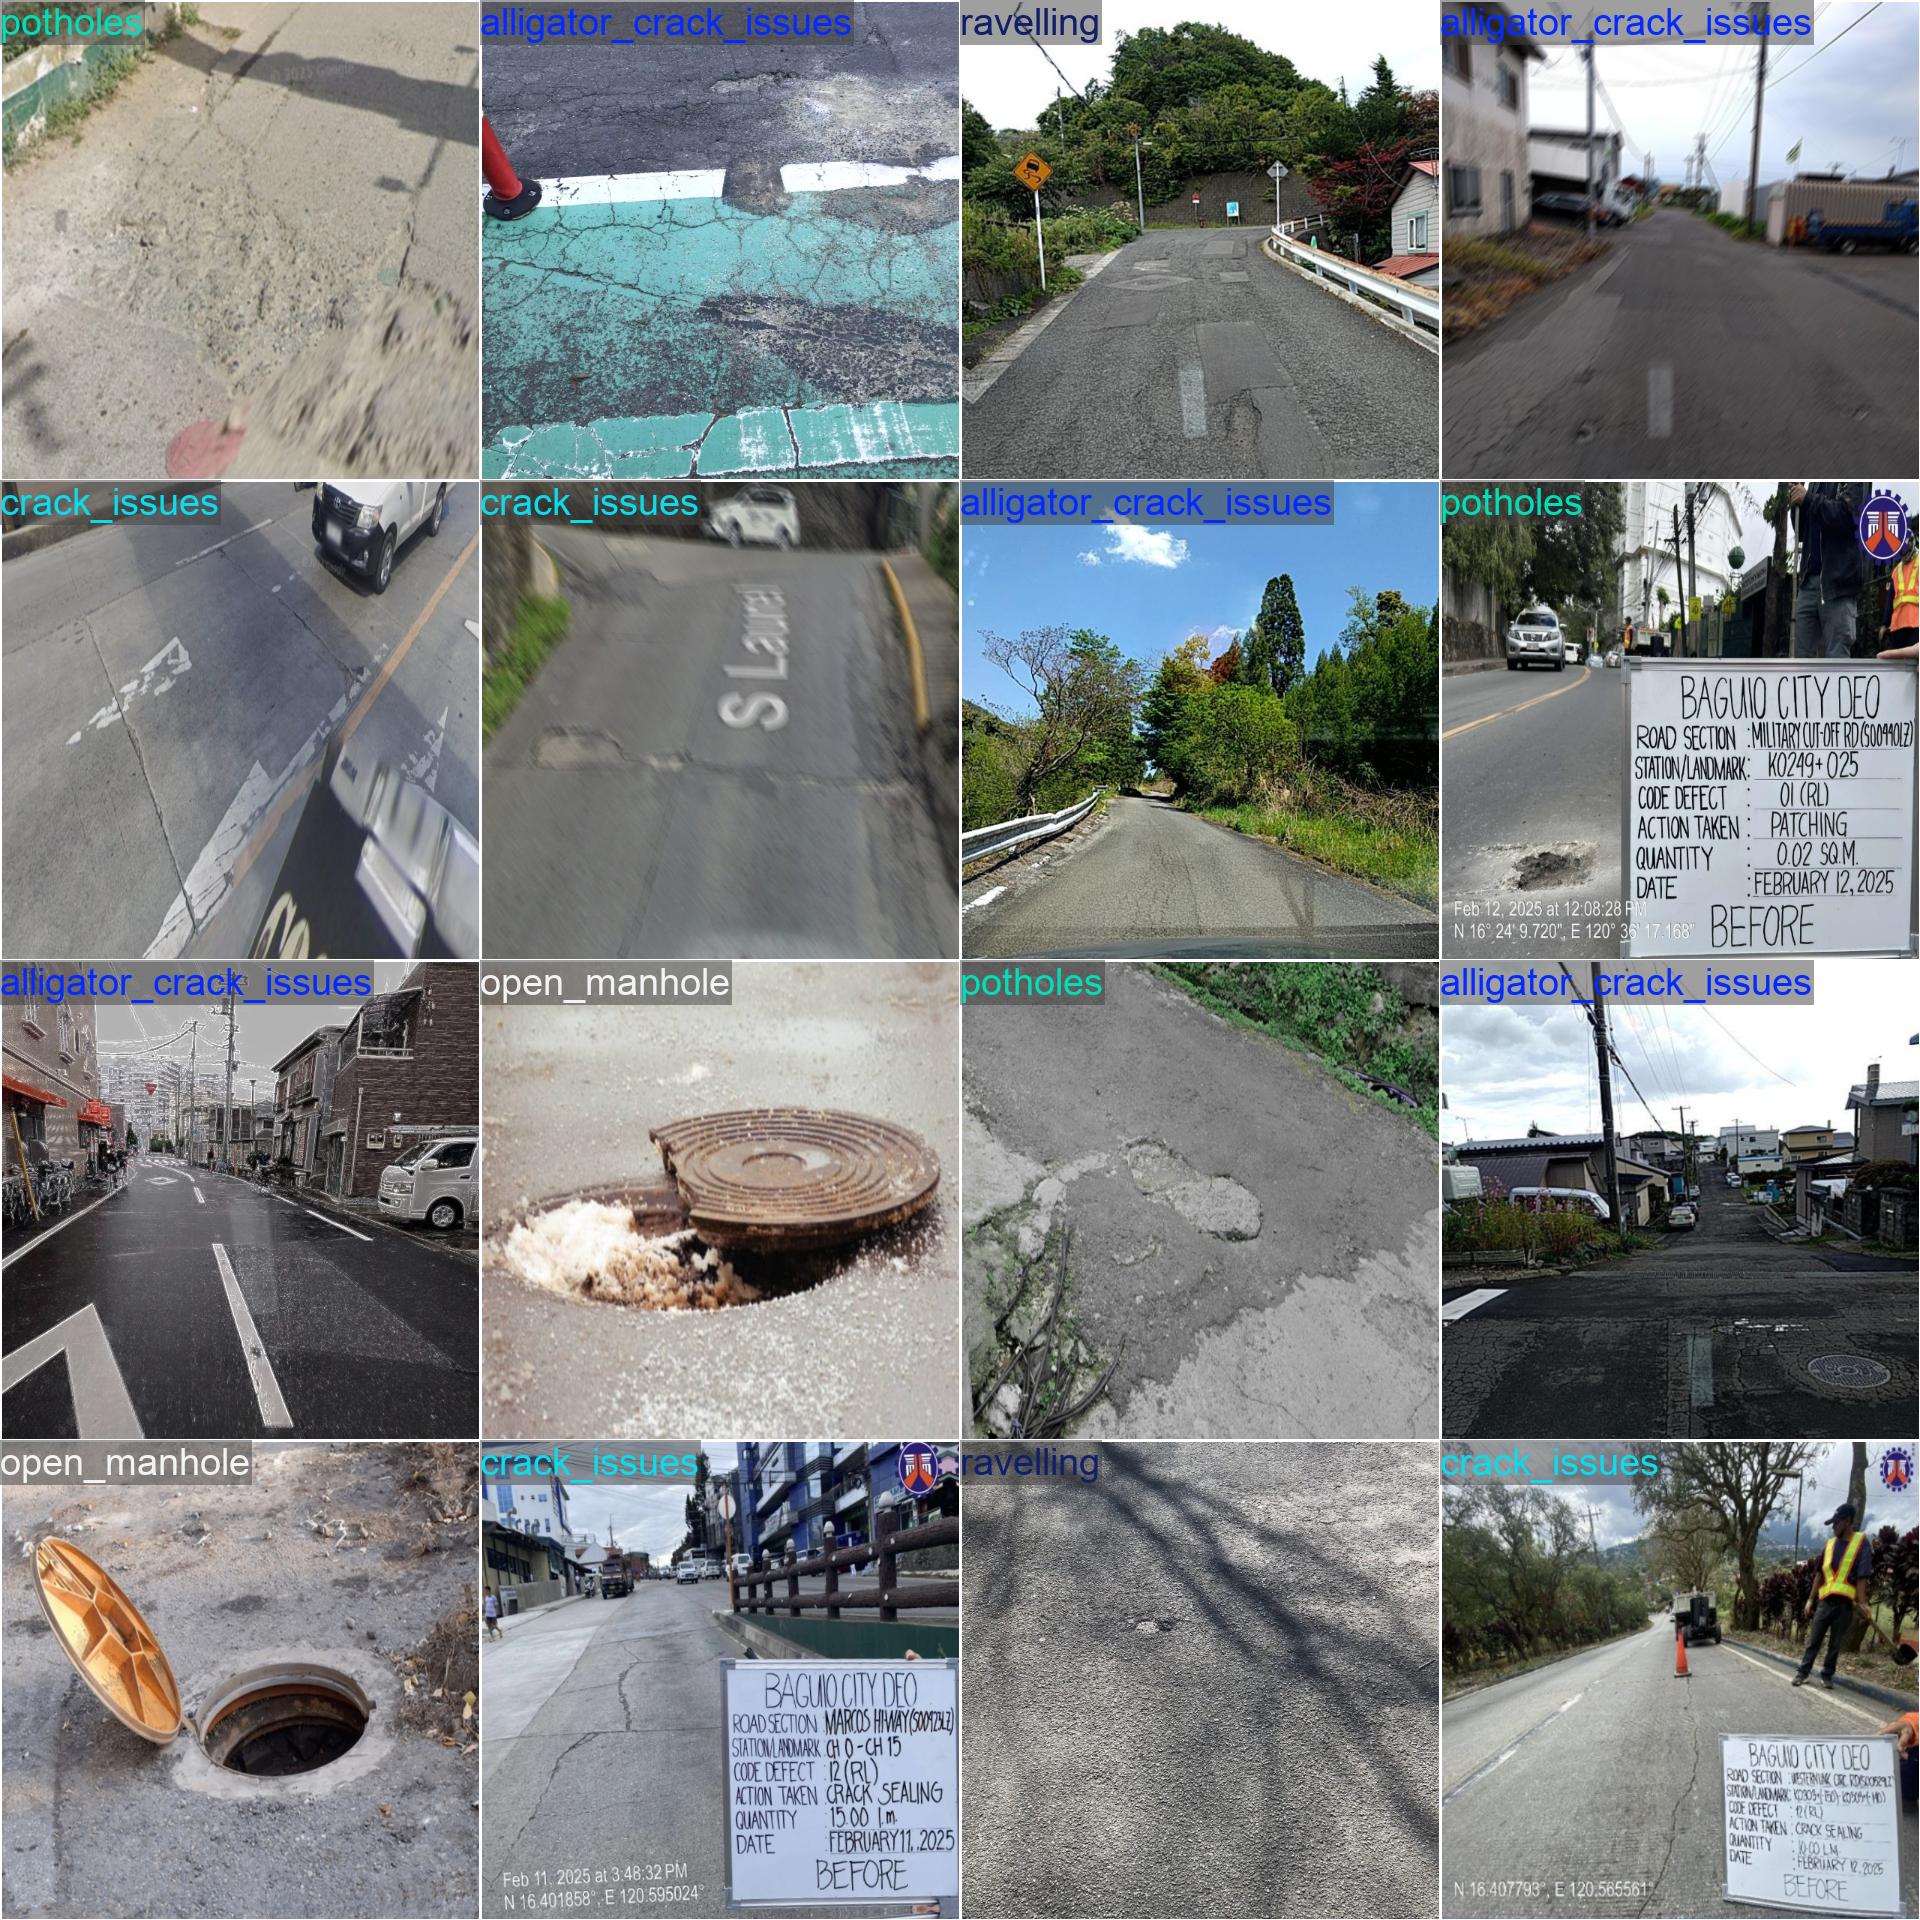 potholes
alligator_crack_issues
ravelling
alligator_crack_issues
© 2025 Google
crack_issues
crack_issues
alligator_crack_issues
potholes
S Laurel
BAGUIO CITY DEO
ROAD SECTION : MILITARY CUT-OFF RD (S00440LZ)
STATION/LANDMARK: K0249+025
CODE DEFECT : 01 (RL)
ACTION TAKEN : PATCHING
QUANTITY : 0.02 SQ.M.
DATE : FEBRUARY 12, 2025
BEFORE
Feb 12, 2025 at 12:08:28 PM
N 16° 24' 9.720", E 120° 36' 17.168"
alligator_crack_issues
open_manhole
potholes
alligator_crack_issues
open_manhole
crack_issues
ravelling
crack_issues
BAGUIO CITY DEO
ROAD SECTION : MARCOS HIWAY (S00423LZ)
STATION/LANDMARK : CH 0 - CH 15
CODE DEFECT : 12 (RL)
ACTION TAKEN : CRACK SEALING
QUANTITY : 15.00 l.m.
DATE : FEBRUARY 11, 2025
BEFORE
Feb 11, 2025 at 3:48:32 PM
N 16.401858°, E 120.595024°
BAGUIO CITY DEO
ROAD SECTION :
STATION/LANDMARK:
CODE DEFECT : 12 (RL)
ACTION TAKEN : CRACK SEALING
QUANTITY : 10.00 L.M.
DATE : FEBRUARY 12, 2025
BEFORE
N 16.407793°, E 120.565561°